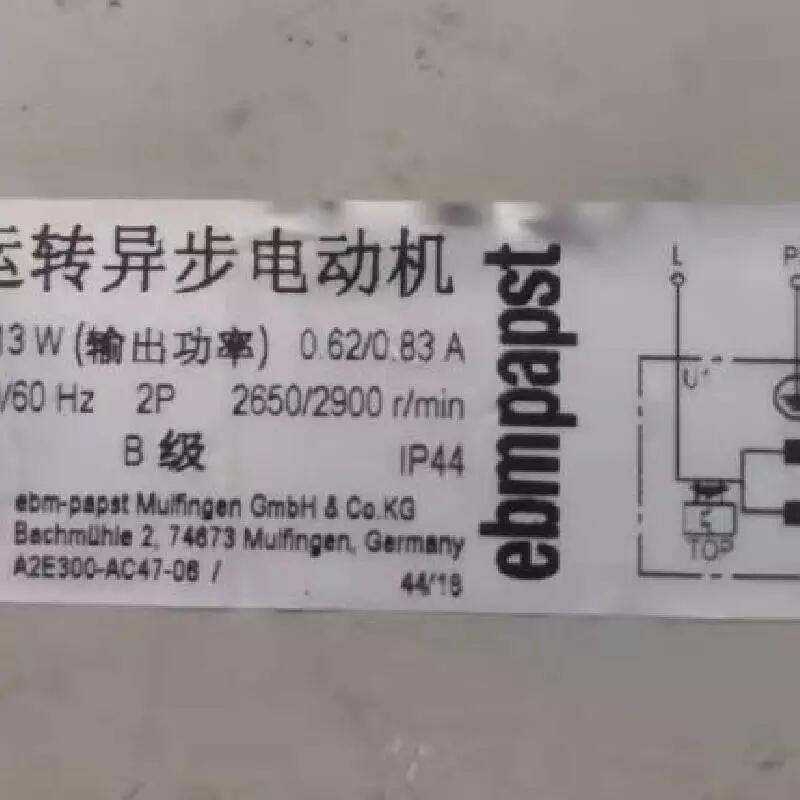 运转异步电动机
13 W (输出功率) 0.62/0.83 A
/60 Hz 2P 2650/2900 r/min
B 级 IP44
ebm-papst Mulfingen GmbH & Co.KG
Bachmühle 2, 74673 Mulfingen, Germany
A2E300-AC47-06 / 44/18
ebmpapst
L
P
U1
TOP